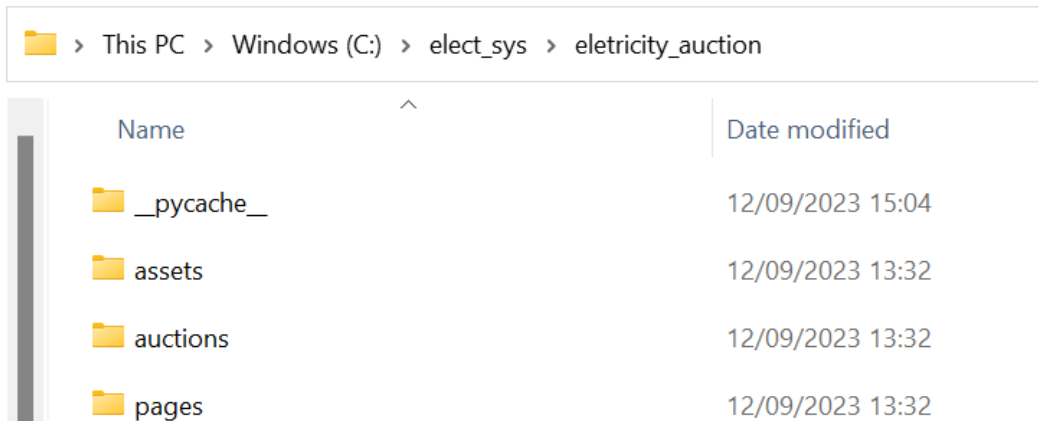 This PC > Windows (C:) > elect_sys > eletricity_auction
Name Date modified
__pycache__ 12/09/2023 15:04
assets 12/09/2023 13:32
auctions 12/09/2023 13:32
pages 12/09/2023 13:32